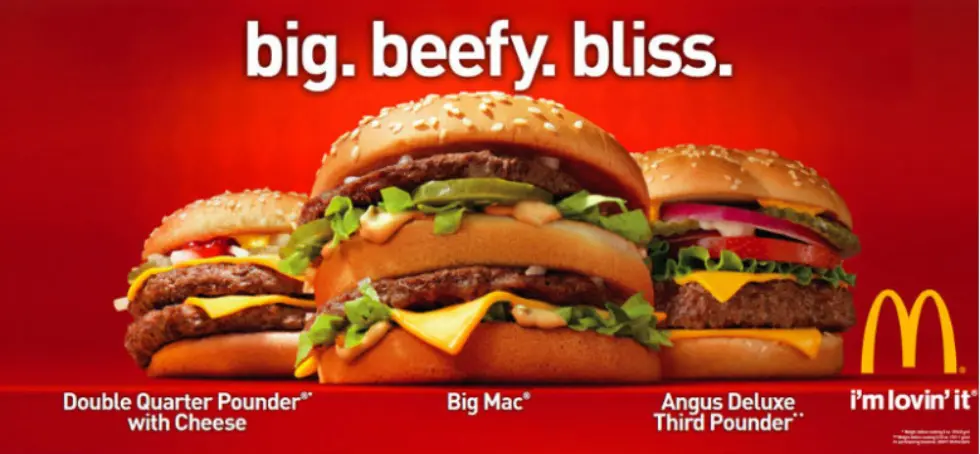 big. beefy. bliss.
Double Quarter Pounder®*
with Cheese
Big Mac®
Angus Deluxe
Third Pounder**
i'm lovin' it®